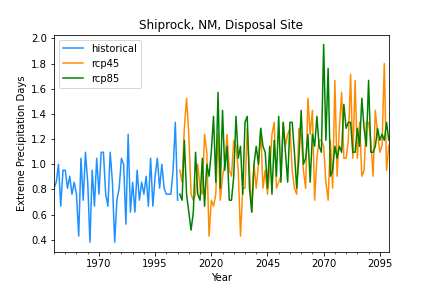 Shiprock, NM, Disposal Site
historical
rcp45
rcp85
Extreme Precipitation Days
2.0
1.8
1.6
1.4
1.2
1.0
0.8
0.6
0.4
1970 1995 2020 2045 2070 2095
Year